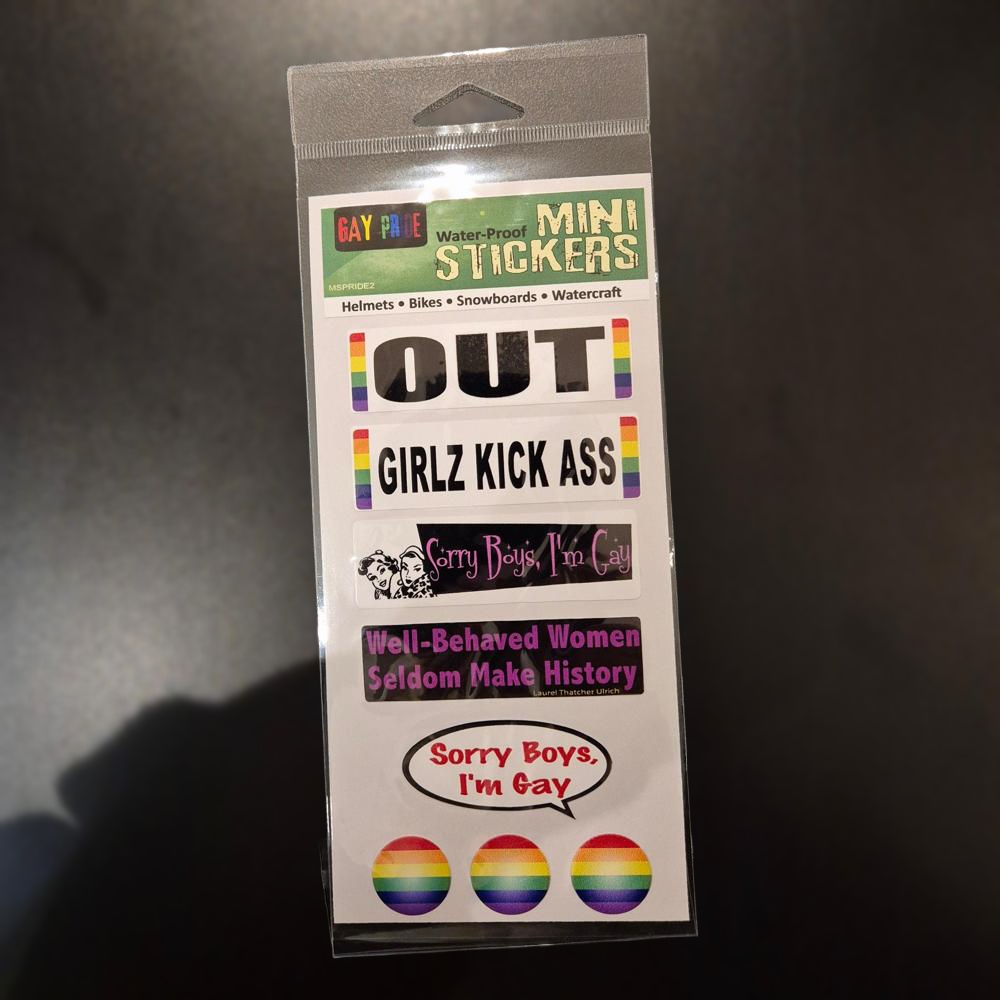 GAY PRIDE
Water-Proof MINI
STICKERS
MSPRIDE2
Helmets • Bikes • Snowboards • Watercraft
OUT
GIRLZ KICK ASS
Sorry Boys, I'm Gay
Well-Behaved Women
Seldom Make History
Laurel Thatcher Ulrich
Sorry Boys,
I'm Gay